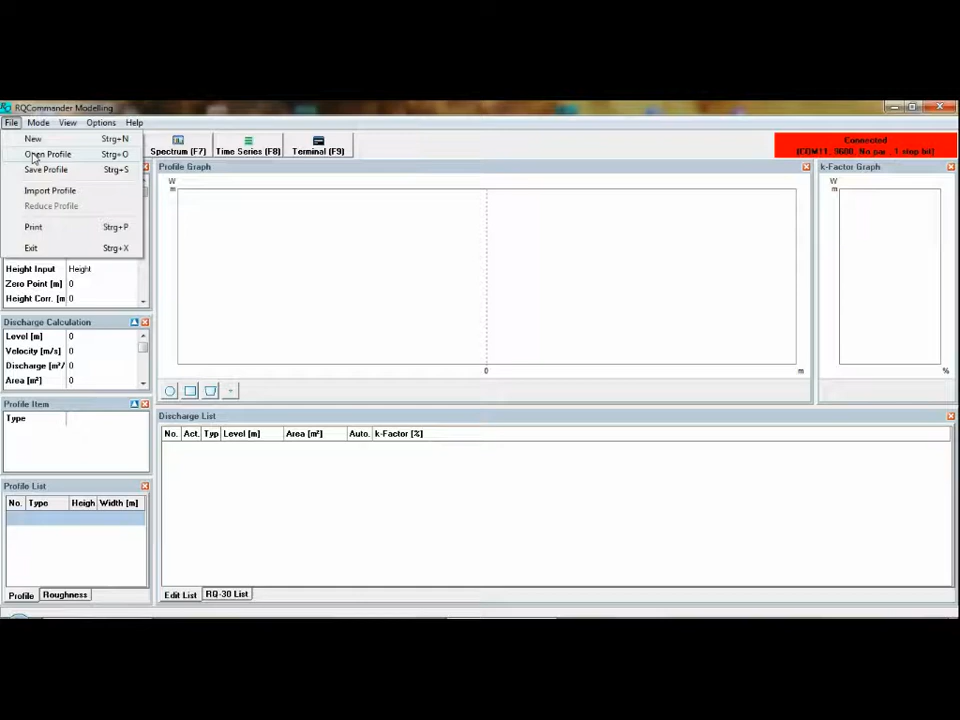 RQCommander Modelling
File Mode View Options Help
New Strg+N
Open Profile Strg+O
Save Profile Strg+S
Import Profile
Reduce Profile
Print Strg+P
Exit Strg+X
Spectrum (F7) Time Series (F8) Terminal (F9)
Connected
(COM11, 9600, No par., 1 stop bit)
Profile Graph
W
m
0 m
k-Factor Graph
W
m
%
Height Input Height
Zero Point [m] 0
Height Corr. [m 0
Discharge Calculation
Level [m] 0
Velocity [m/s] 0
Discharge [m³/ 0
Area [m²] 0
Profile Item
Type
Profile List
No. Type Heigh Width [m]
Profile Roughness
Discharge List
No. Act. Typ Level [m] Area [m²] Auto. k-Factor [%]
Edit List RQ-30 List